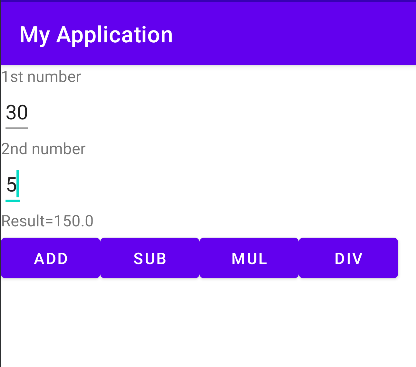 My Application
1st number
30
2nd number
5
Result=150.0
ADD SUB MUL DIV